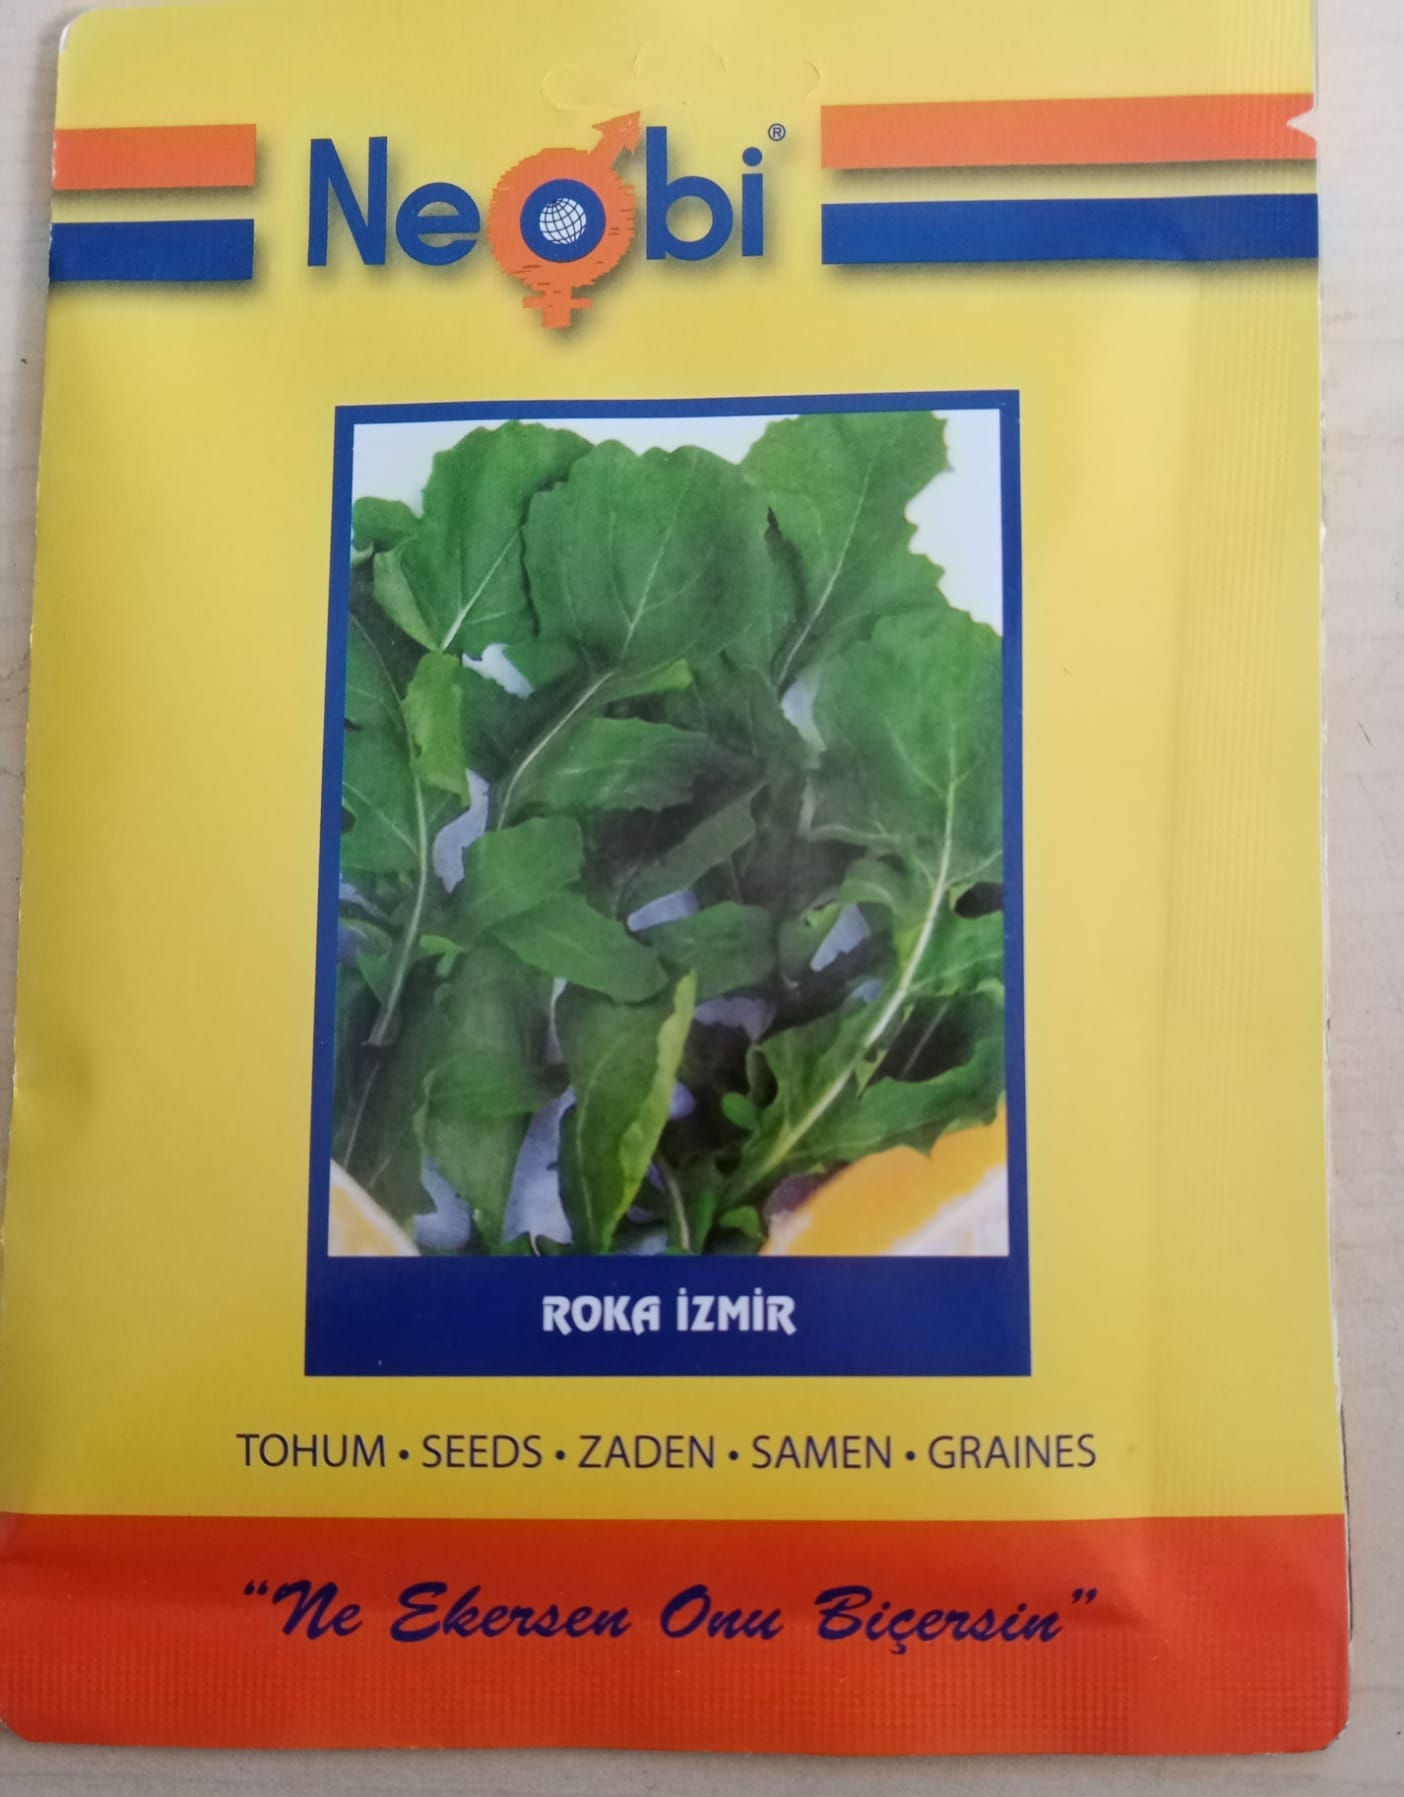 Neobi®
ROKA İZMİR
TOHUM • SEEDS • ZADEN • SAMEN • GRAINES
“Ne Ekersen Onu Biçersin”